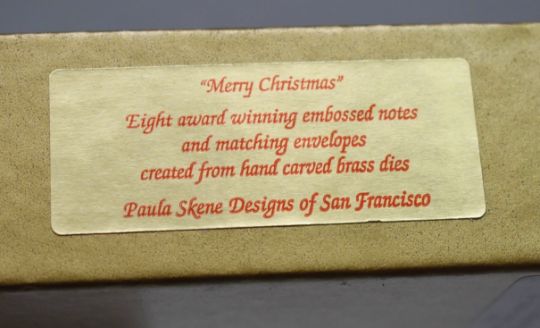 “Merry Christmas”
Eight award winning embossed notes
and matching envelopes
created from hand carved brass dies
Paula Skene Designs of San Francisco